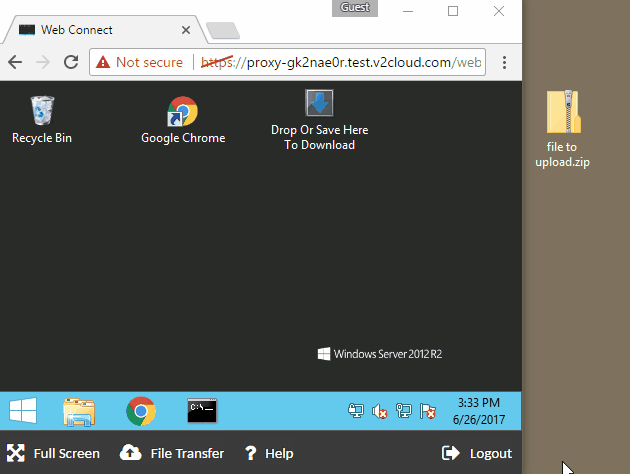 Guest
Web Connect
Not secure
https://proxy-gk2nae0r.test.v2cloud.com/web
Recycle Bin
Google Chrome
Drop Or Save Here
To Download
file to
upload.zip
Windows Server 2012 R2
C:\_
3:33 PM
6/26/2017
Full Screen
File Transfer
? Help
Logout